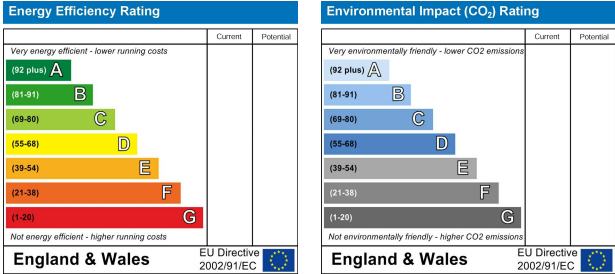 Energy Efficiency Rating
Current Potential
Very energy efficient - lower running costs
(92 plus) A
(81-91) B
(69-80) C
(55-68) D
(39-54) E
(21-38) F
(1-20) G
Not energy efficient - higher running costs
England & Wales
EU Directive
2002/91/EC
Environmental Impact (CO₂) Rating
Current Potential
Very environmentally friendly - lower CO2 emissions
(92 plus) A
(81-91) B
(69-80) C
(55-68) D
(39-54) E
(21-38) F
(1-20) G
Not environmentally friendly - higher CO2 emissions
England & Wales
EU Directive
2002/91/EC